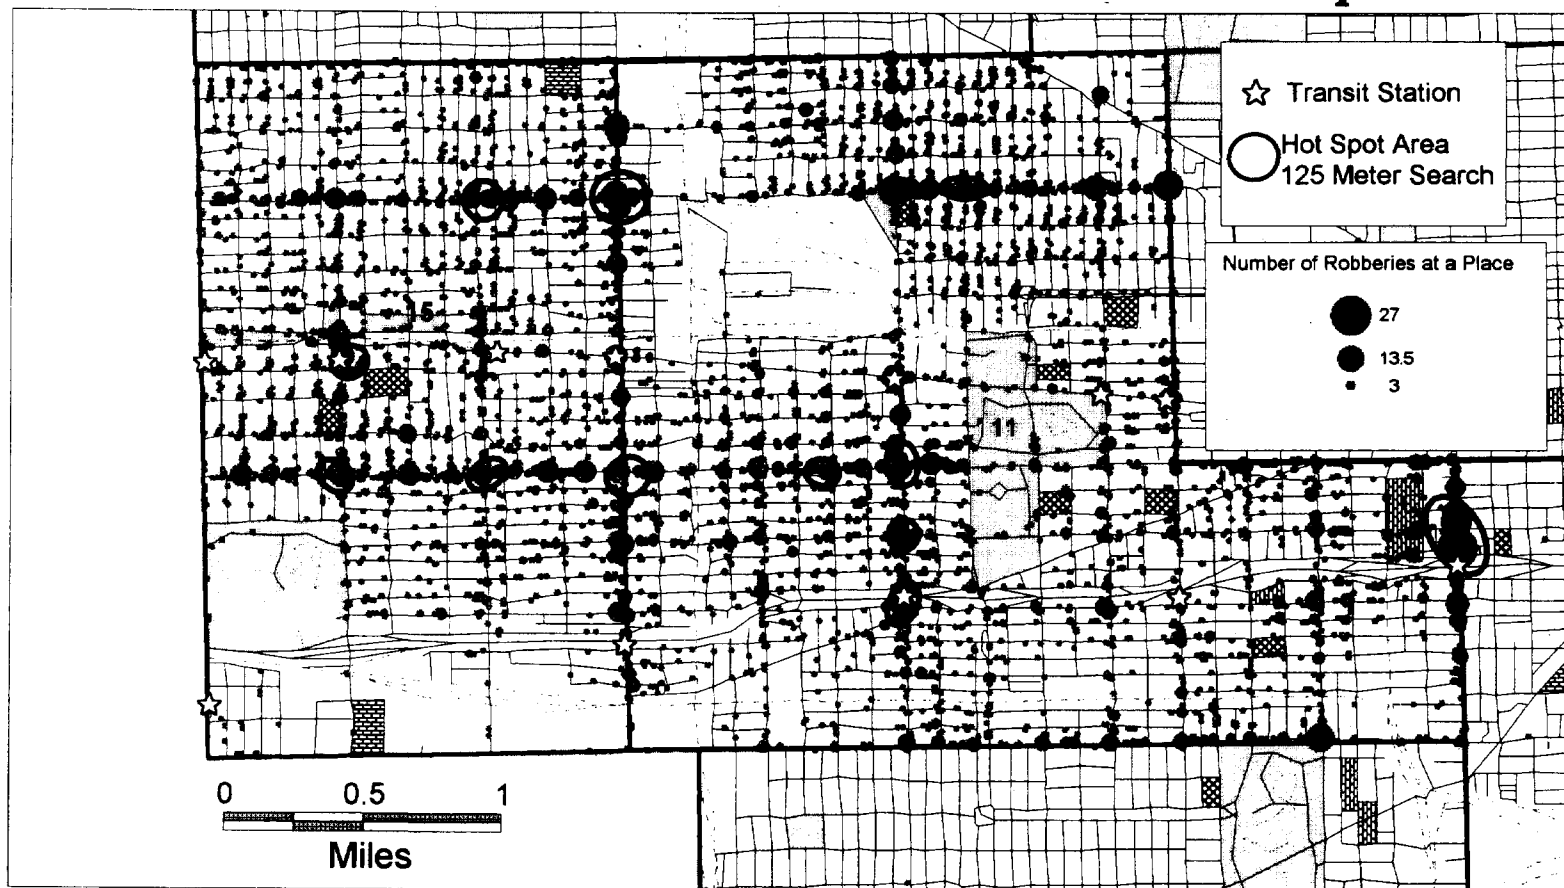 Transit Station
Hot Spot Area
125 Meter Search
Number of Robberies at a Place
27
13.5
3
15
11
0 0.5 1
Miles